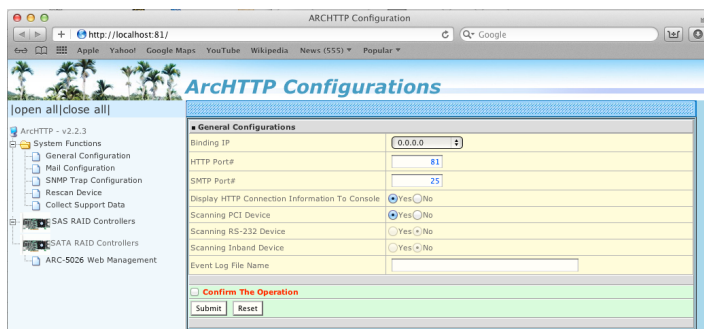 ARCHTTP Configuration
http://localhost:81/
Google
Apple Yahoo! Google Maps YouTube Wikipedia News (555) Popular
ArcHTTP Configurations
|open all|close all|
ArcHTTP - v2.2.3
System Functions
General Configuration
Mail Configuration
SNMP Trap Configuration
Rescan Device
Collect Support Data
SAS RAID Controllers
SATA RAID Controllers
ARC-5026 Web Management
General Configurations
Binding IP 0.0.0.0
HTTP Port# 81
SMTP Port# 25
Display HTTP Connection Information To Console Yes No
Scanning PCI Device Yes No
Scanning RS-232 Device Yes No
Scanning Inband Device Yes No
Event Log File Name
Confirm The Operation
Submit Reset